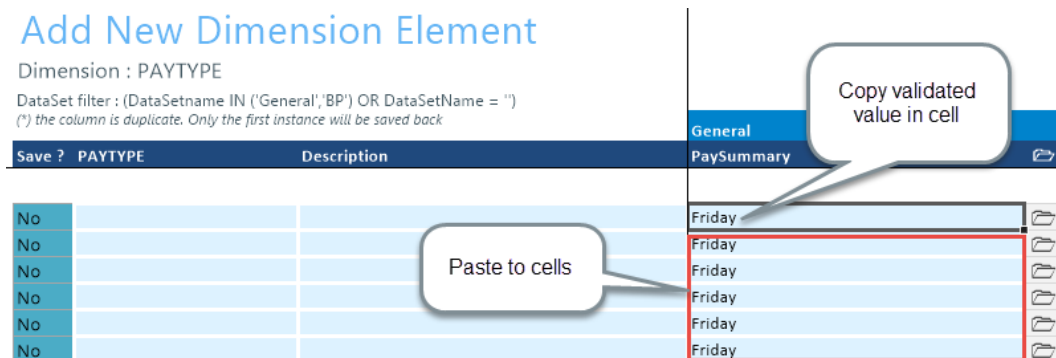 Add New Dimension Element
Dimension : PAYTYPE
DataSet filter : (DataSetname IN ('General','BP') OR DataSetName = '')
(*) the column is duplicate. Only the first instance will be saved back
Copy validated
value in cell
General
Save ? PAYTYPE Description PaySummary
No Friday
No Friday
No Friday
No Friday
No Friday
No Friday
Paste to cells